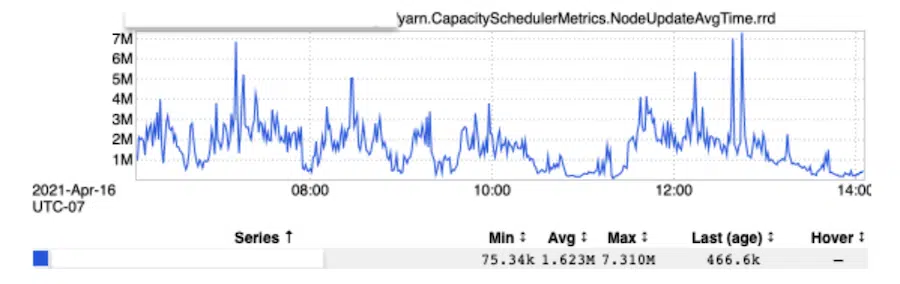 yarn.CapacitySchedulerMetrics.NodeUpdateAvgTime.rrd
7M
6M
5M
4M
3M
2M
1M
2021-Apr-16
UTC-07
08:00 10:00 12:00 14:00
Series ↑ Min ↕ Avg ↕ Max ↕ Last (age) ↕ Hover ↕
75.34k 1.623M 7.310M 466.6k —